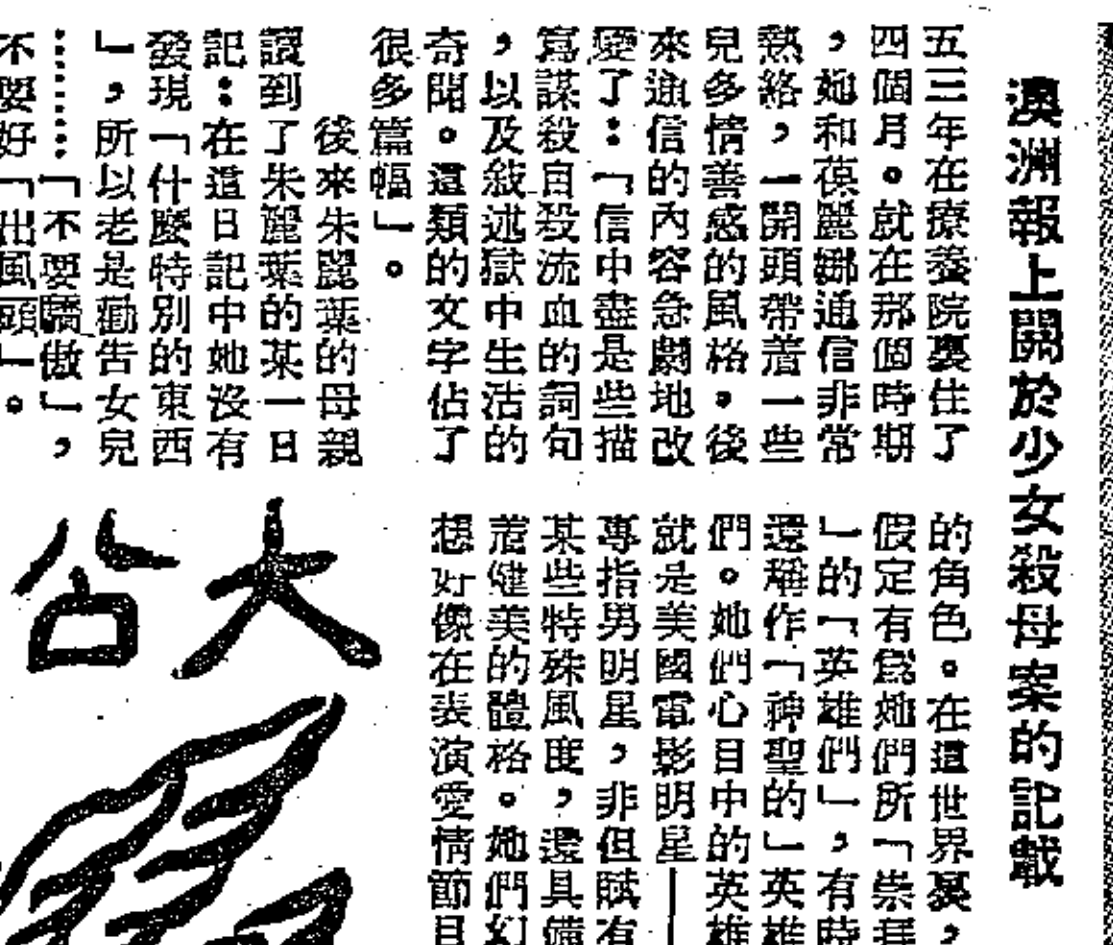 澳洲報上關於少女殺母案的記載
五三年在療養院裏住了
四個月。就在那個時期
,她和葆麗娜通信非常
熱絡,一開頭帶着一些
兒多情善感的風格。後
來通信的內容急劇地改
變了:「信中盡是些描
寫謀殺自殺流血的詞句
,以及敍述獄中生活的
奇聞。這類的文字佔了
很多篇幅」。
後來朱麗葉的母親
讀到了朱麗葉的某一日
記:在這日記中她沒有
發現「什麼特別的東西
」,所以老是勸告女兒
……「不要驕傲」,
不要好「出風頭」。
的角色。在這世界裏,
假定有爲她們所「崇拜
」的「英雄們」,有時
還稱作「神聖的」英雄
們。她們心目中的英雄
就是美國電影明星—
專指男明星,非但賦有
某些特殊風度,還具備
着健美的體格。她們幻
想好像在表演愛情節目
大
公